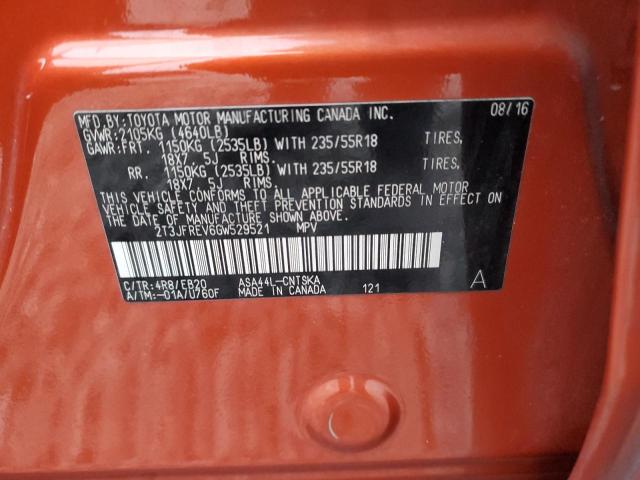 MFD.BY:TOYOTA MOTOR MANUFACTURING CANADA INC. 08/16
GVWR:2105KG (4640LB)
GAWR:FRT. 1150KG (2535LB) WITH 235/55R18 TIRES,
18X7.5J RIMS.
RR. 1150KG (2535LB) WITH 235/55R18 TIRES,
18X7.5J RIMS.
THIS VEHICLE CONFORMS TO ALL APPLICABLE FEDERAL MOTOR
VEHICLE SAFETY AND THEFT PREVENTION STANDARDS IN EFFECT ON
THE DATE OF MANUFACTURE SHOWN ABOVE.
2T3JFREV6GW529521 MPV
C/TR:4R8/EB20 ASA44L-CNTSKA
A/TM:-01A/U760F MADE IN CANADA 121 A